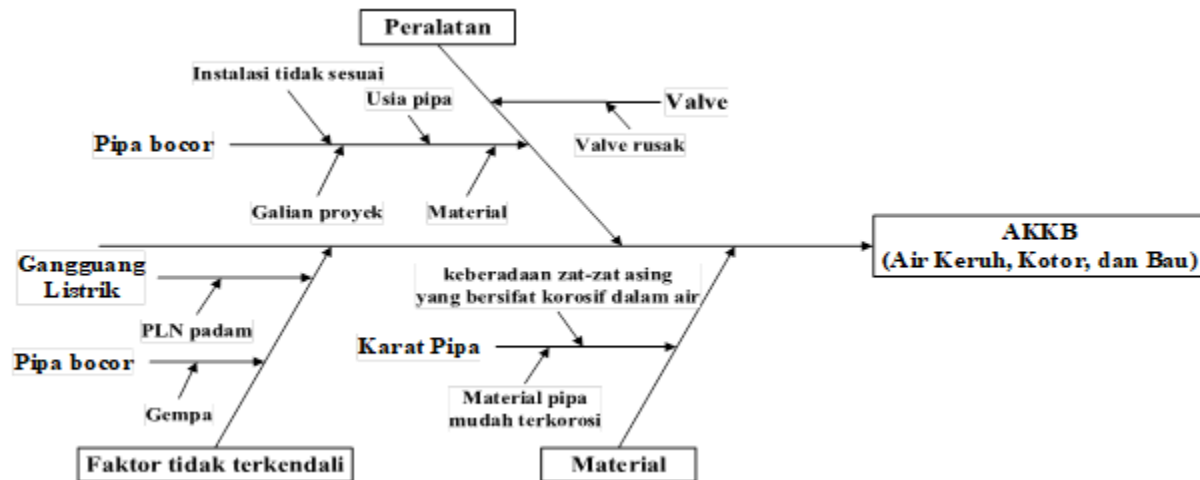 Peralatan
Instalasi tidak sesuai
Usia pipa
Valve
Pipa bocor
Valve rusak
Galian proyek
Material
AKKB
(Air Keruh, Kotor, dan Bau)
Gangguang
Listrik
keberadaan zat-zat asing
yang bersifat korosif dalam air
PLN padam
Karat Pipa
Pipa bocor
Material pipa
mudah terkorosi
Gempa
Faktor tidak terkendali
Material